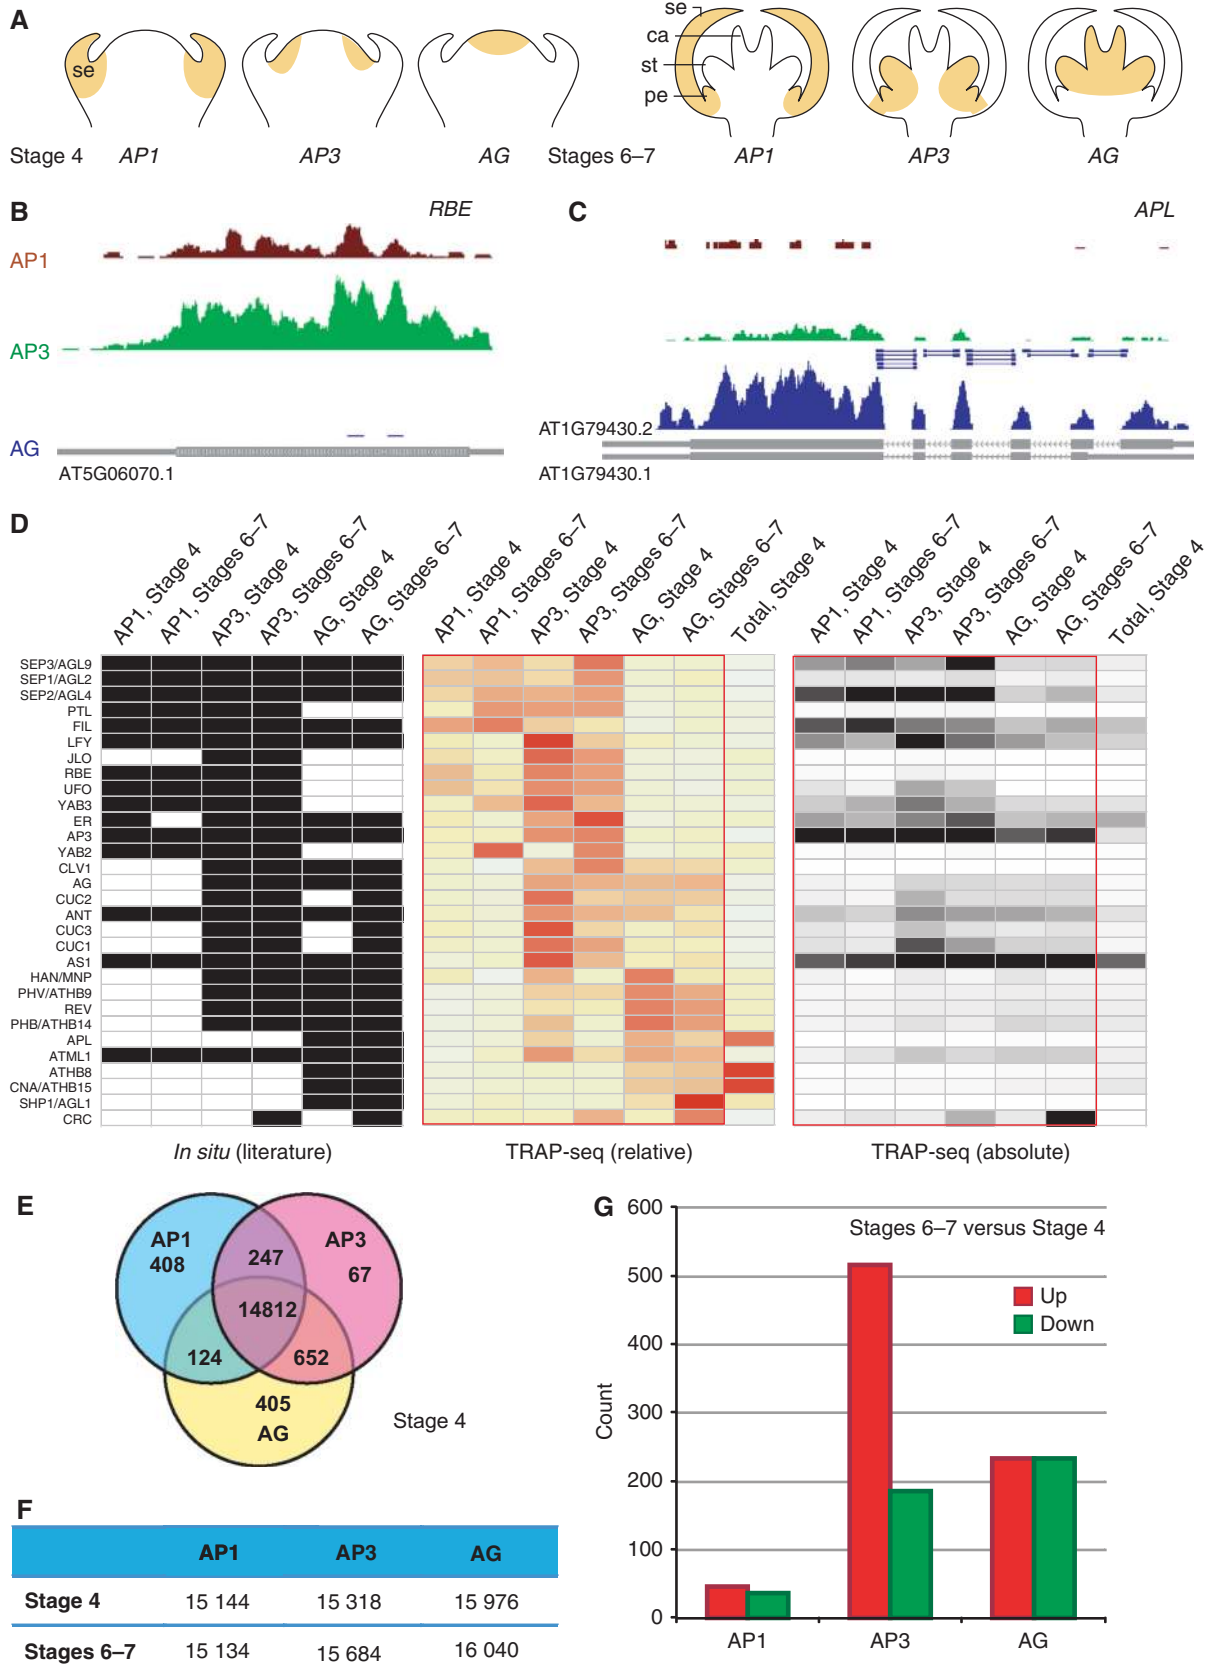 A
se
Stage 4
AP1
AP3
AG
Stages 6–7
se
ca
st
pe
AP1
AP3
AG
B
RBE
AP1
AP3
AG
AT5G06070.1
C
APL
AT1G79430.2
AT1G79430.1
D
AP1, Stage 4
AP1, Stages 6–7
AP3, Stage 4
AP3, Stages 6–7
AG, Stage 4
AG, Stages 6–7
AP1, Stage 4
AP1, Stages 6–7
AP3, Stage 4
AP3, Stages 6–7
AG, Stage 4
AG, Stages 6–7
Total, Stage 4
AP1, Stage 4
AP1, Stages 6–7
AP3, Stage 4
AP3, Stages 6–7
AG, Stage 4
AG, Stages 6–7
Total, Stage 4
SEP3/AGL9
SEP1/AGL2
SEP2/AGL4
PTL
FIL
LFY
JLO
RBE
UFO
YAB3
ER
AP3
YAB2
CLV1
AG
CUC2
ANT
CUC3
CUC1
AS1
HAN/MNP
PHV/ATHB9
REV
PHB/ATHB14
APL
ATML1
ATHB8
CNA/ATHB15
SHP1/AGL1
CRC
In situ (literature)
TRAP-seq (relative)
TRAP-seq (absolute)
E
AP1
408
247
AP3
67
14812
124
652
405
AG
Stage 4
F
AP1 AP3 AG
Stage 4 15 144 15 318 15 976
Stages 6–7 15 134 15 684 16 040
G
Stages 6–7 versus Stage 4
Up
Down
Count
600
500
400
300
200
100
0
AP1
AP3
AG